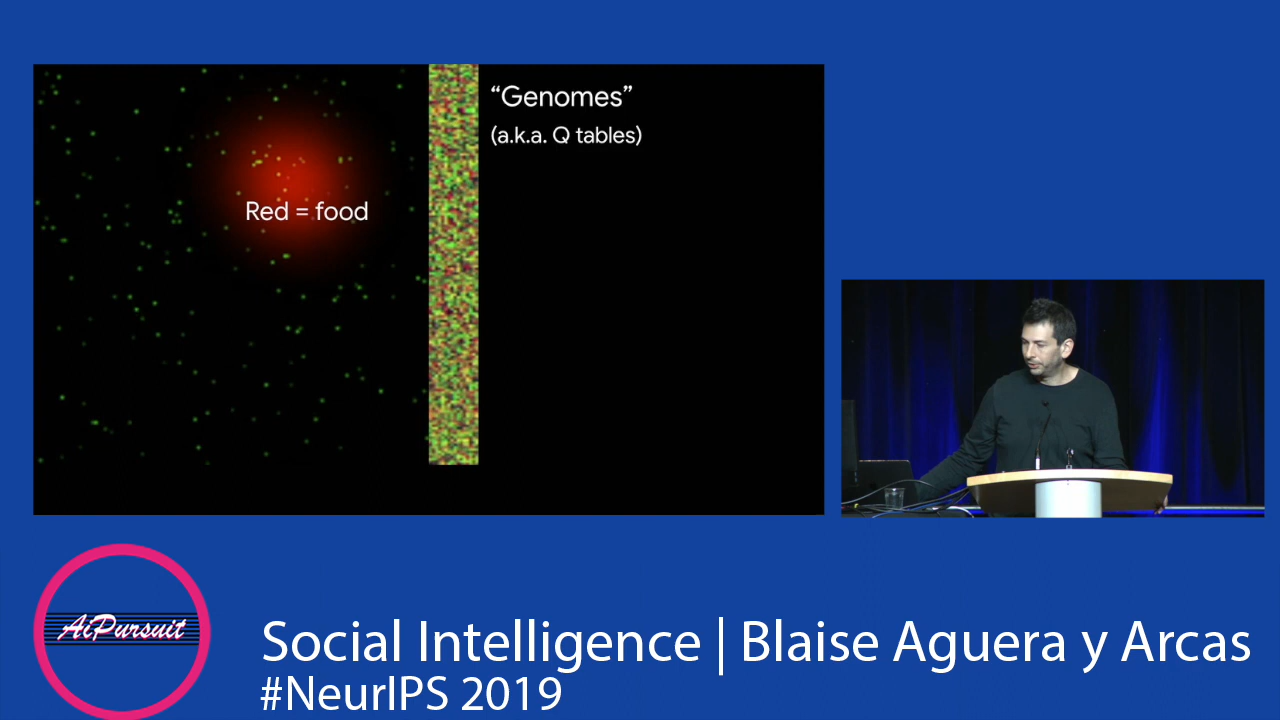 “Genomes”
(a.k.a. Q tables)
Red = food
AiPursuit
Social Intelligence | Blaise Aguera y Arcas
#NeurIPS 2019